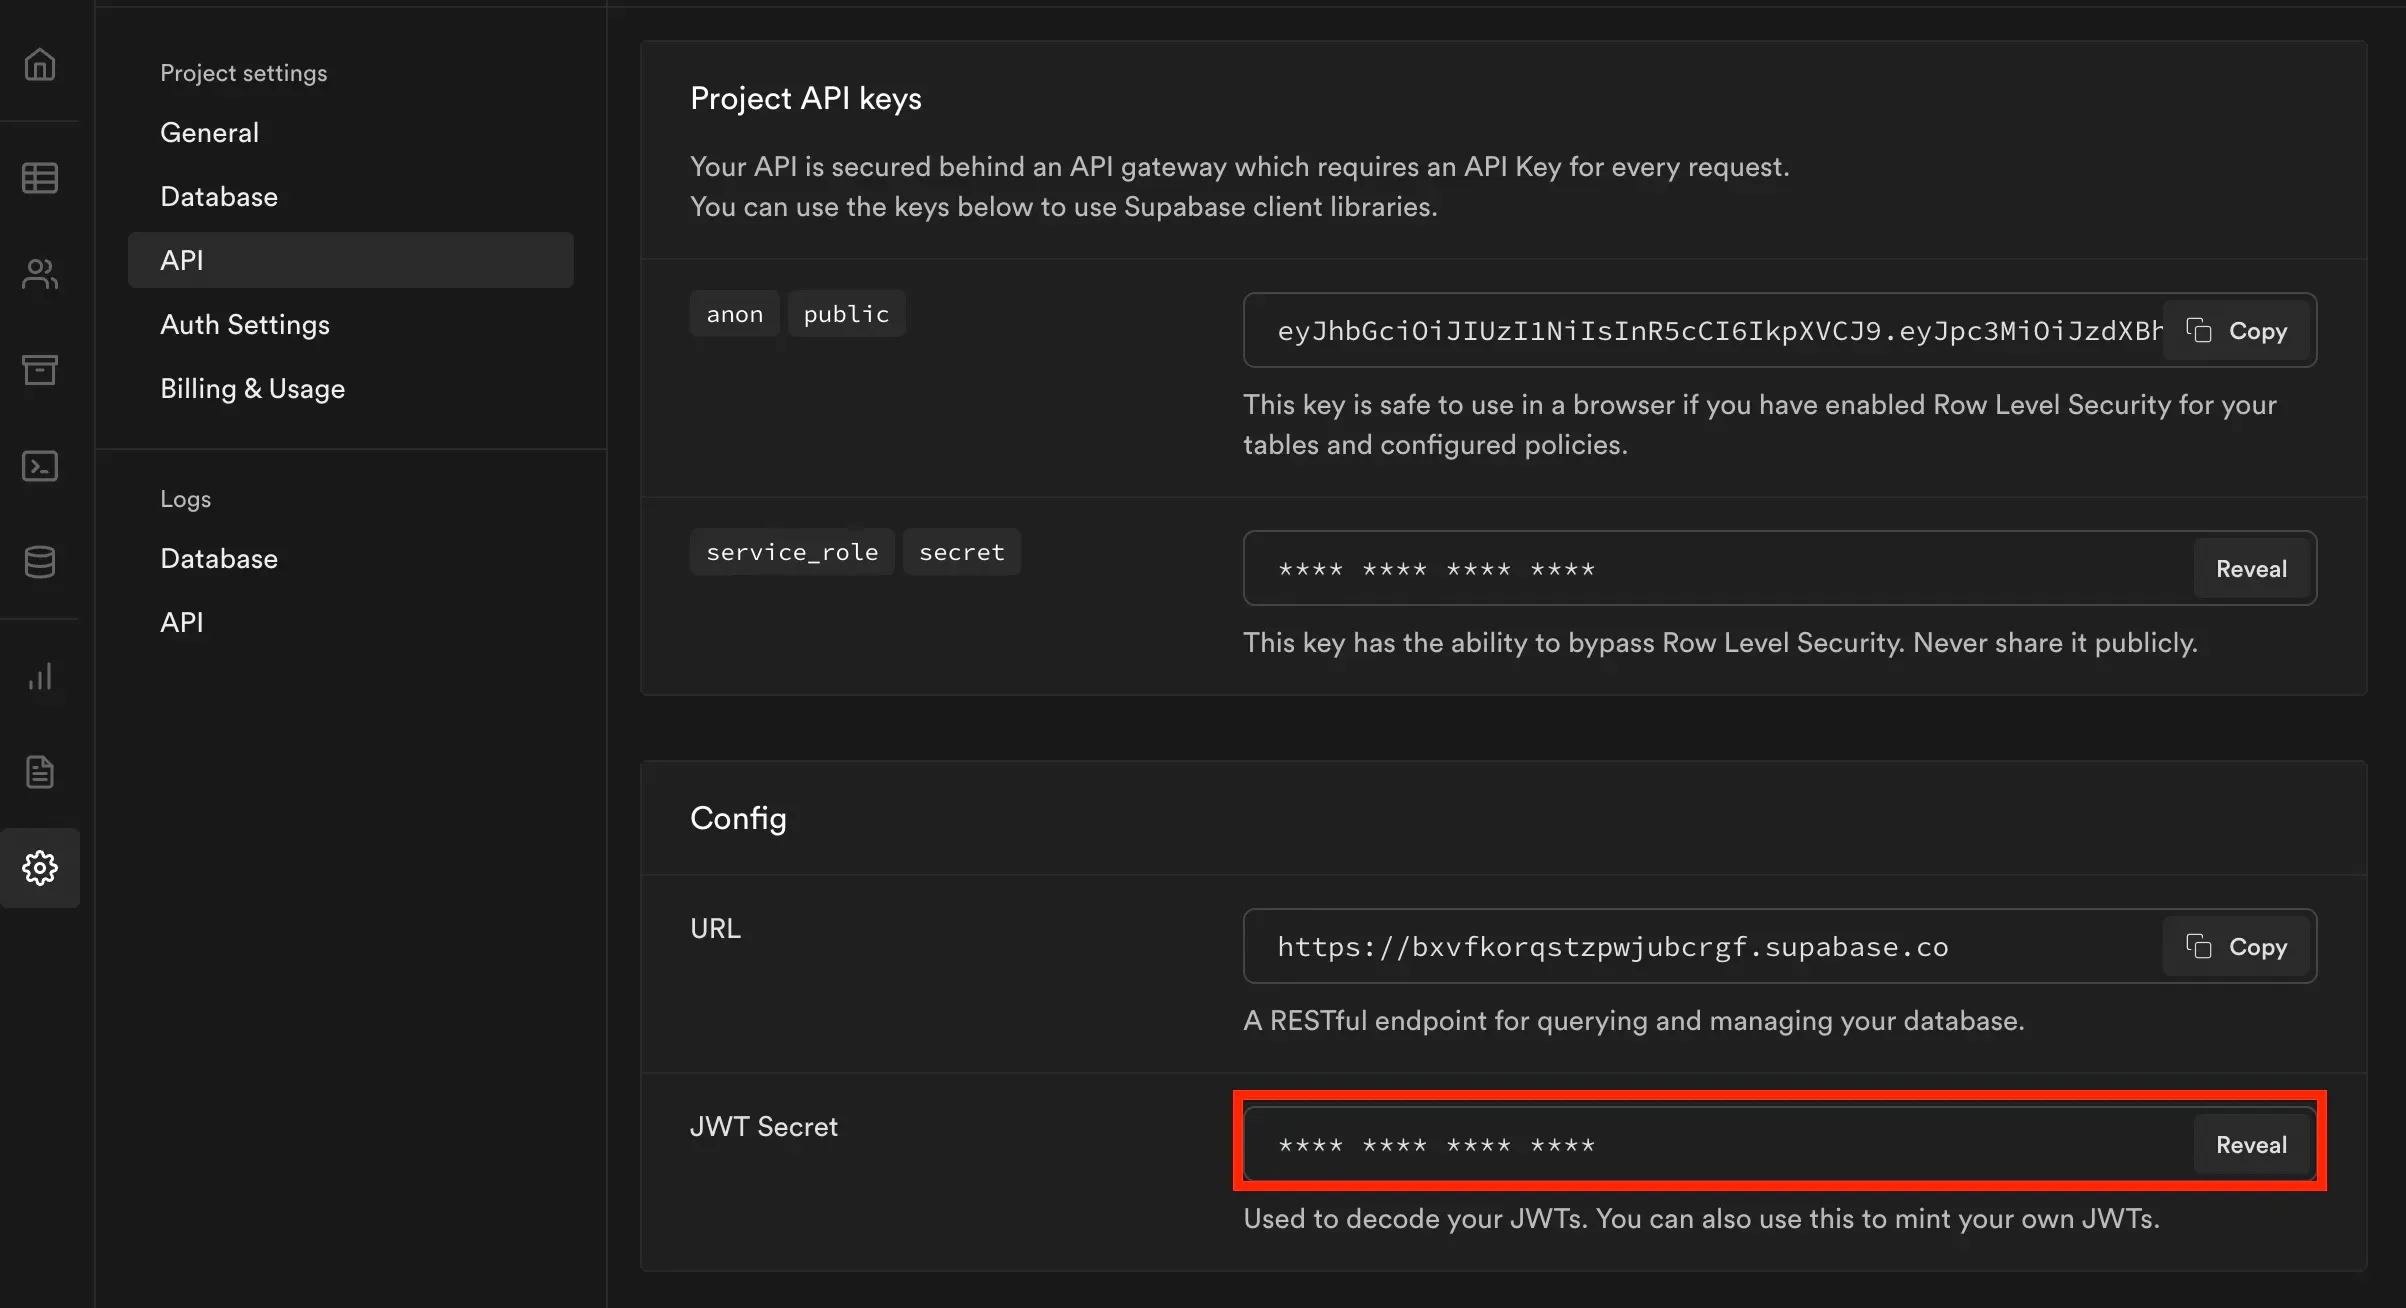 Project settings
General
Database
API
Auth Settings
Billing & Usage
Logs
Database
API
Project API keys
Your API is secured behind an API gateway which requires an API Key for every request.
You can use the keys below to use Supabase client libraries.
anon public
eyJhbGciOiJIUzI1NiIsInR5cCI6IkpXVCJ9.eyJpc3MiOiJzdXBh Copy
This key is safe to use in a browser if you have enabled Row Level Security for your
tables and configured policies.
service_role secret
**** **** **** **** Reveal
This key has the ability to bypass Row Level Security. Never share it publicly.
Config
URL
https://bxvfkorqstzpwjubcrgf.supabase.co Copy
A RESTful endpoint for querying and managing your database.
JWT Secret
**** **** **** **** Reveal
Used to decode your JWTs. You can also use this to mint your own JWTs.